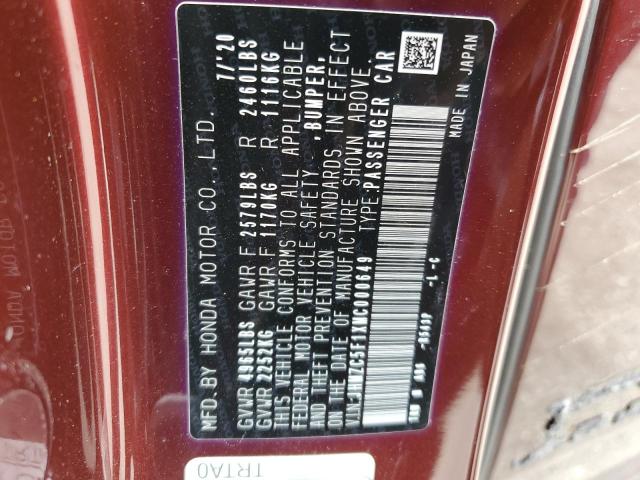 MFD. BY HONDA MOTOR CO., LTD. 7/'20
GVWR 4965LBS GAWR F 2579LBS R 2460LBS
GVWR 2252KG GAWR F 1170KG R 1116KG
THIS VEHICLE CONFORMS TO ALL APPLICABLE
FEDERAL MOTOR VEHICLE SAFETY, BUMPER,
AND THEFT PREVENTION STANDARDS IN EFFECT
ON THE DATE OF MANUFACTURE SHOWN ABOVE.
TYPE:PASSENGER CAR
-L -C
MADE IN JAPAN
TRTA0